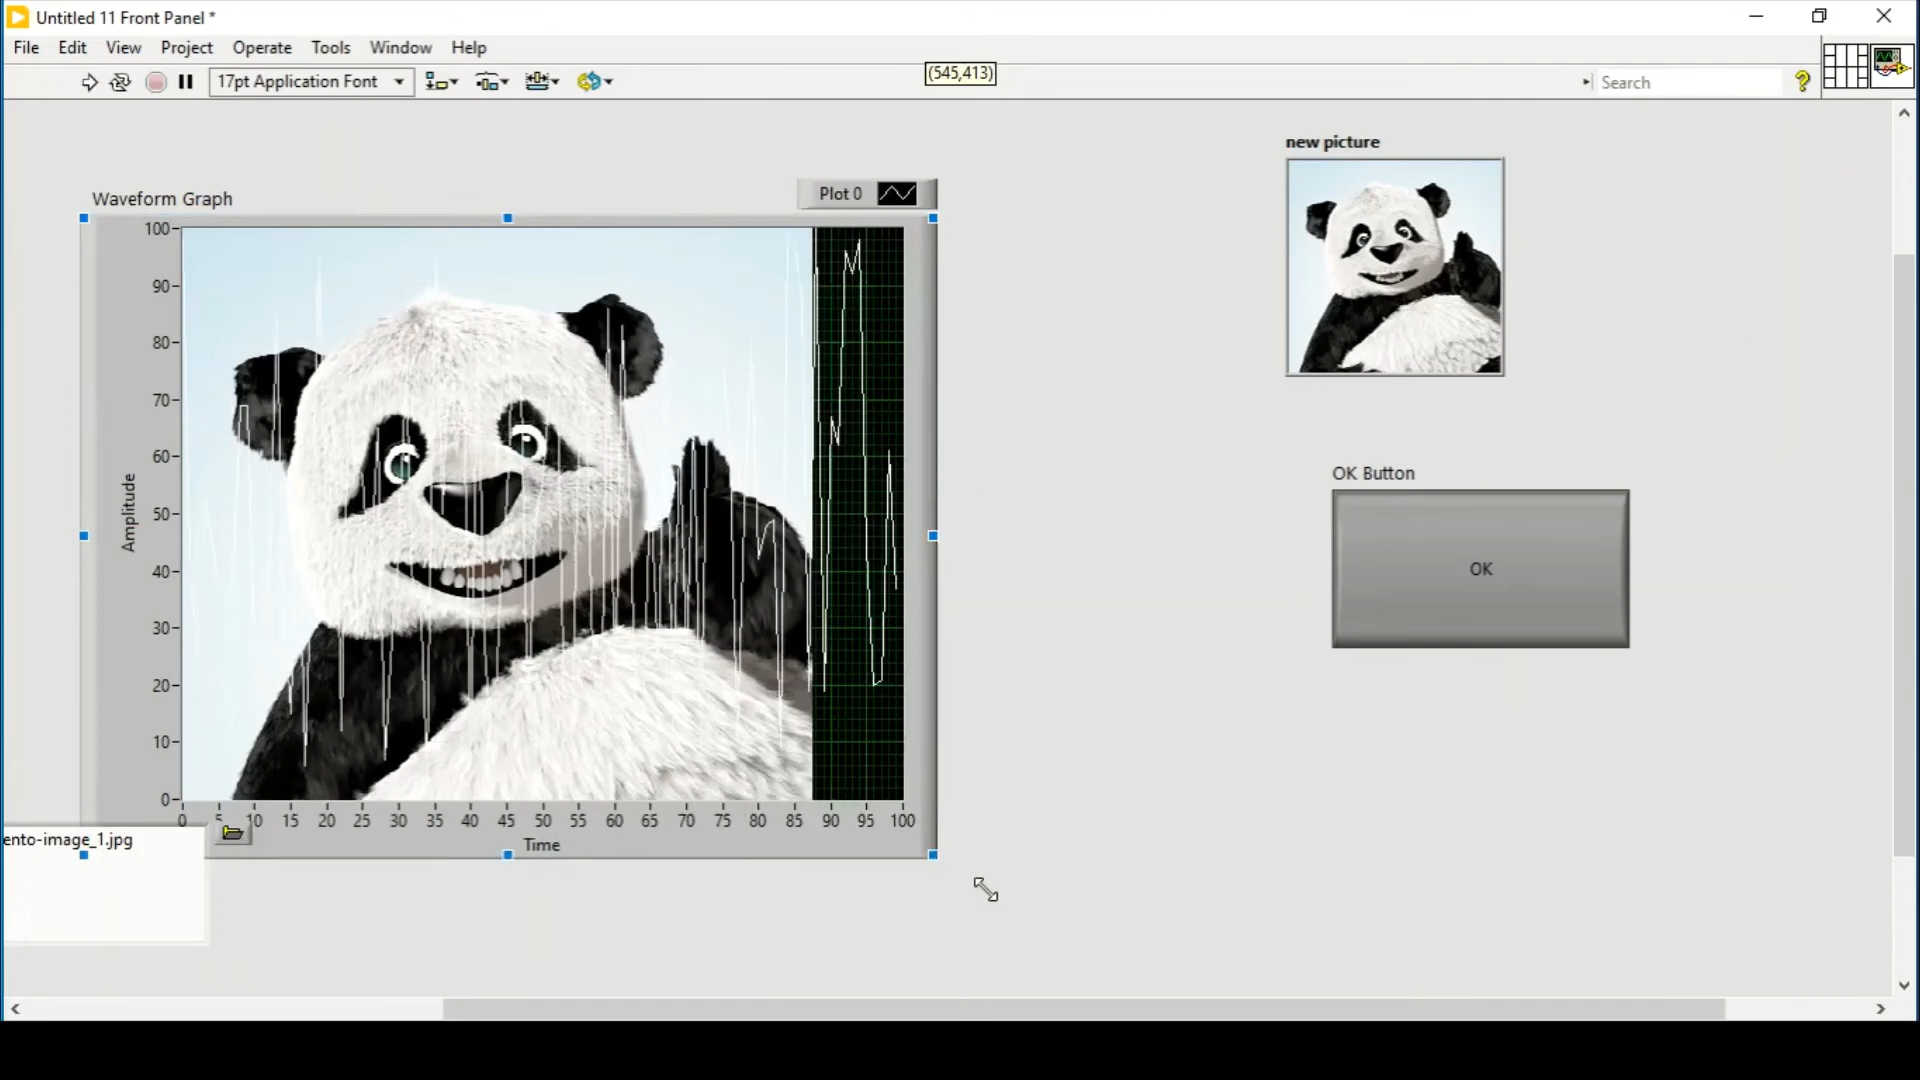 Untitled 11 Front Panel *
File Edit View Project Operate Tools Window Help
17pt Application Font
(545,413)
Search
?
new picture
Waveform Graph
Plot 0
100
90
80
70
60
50
40
30
20
10
0
Amplitude
0 5 10 15 20 25 30 35 40 45 50 55 60 65 70 75 80 85 90 95 100
Time
ento-image_1.jpg
OK Button
OK